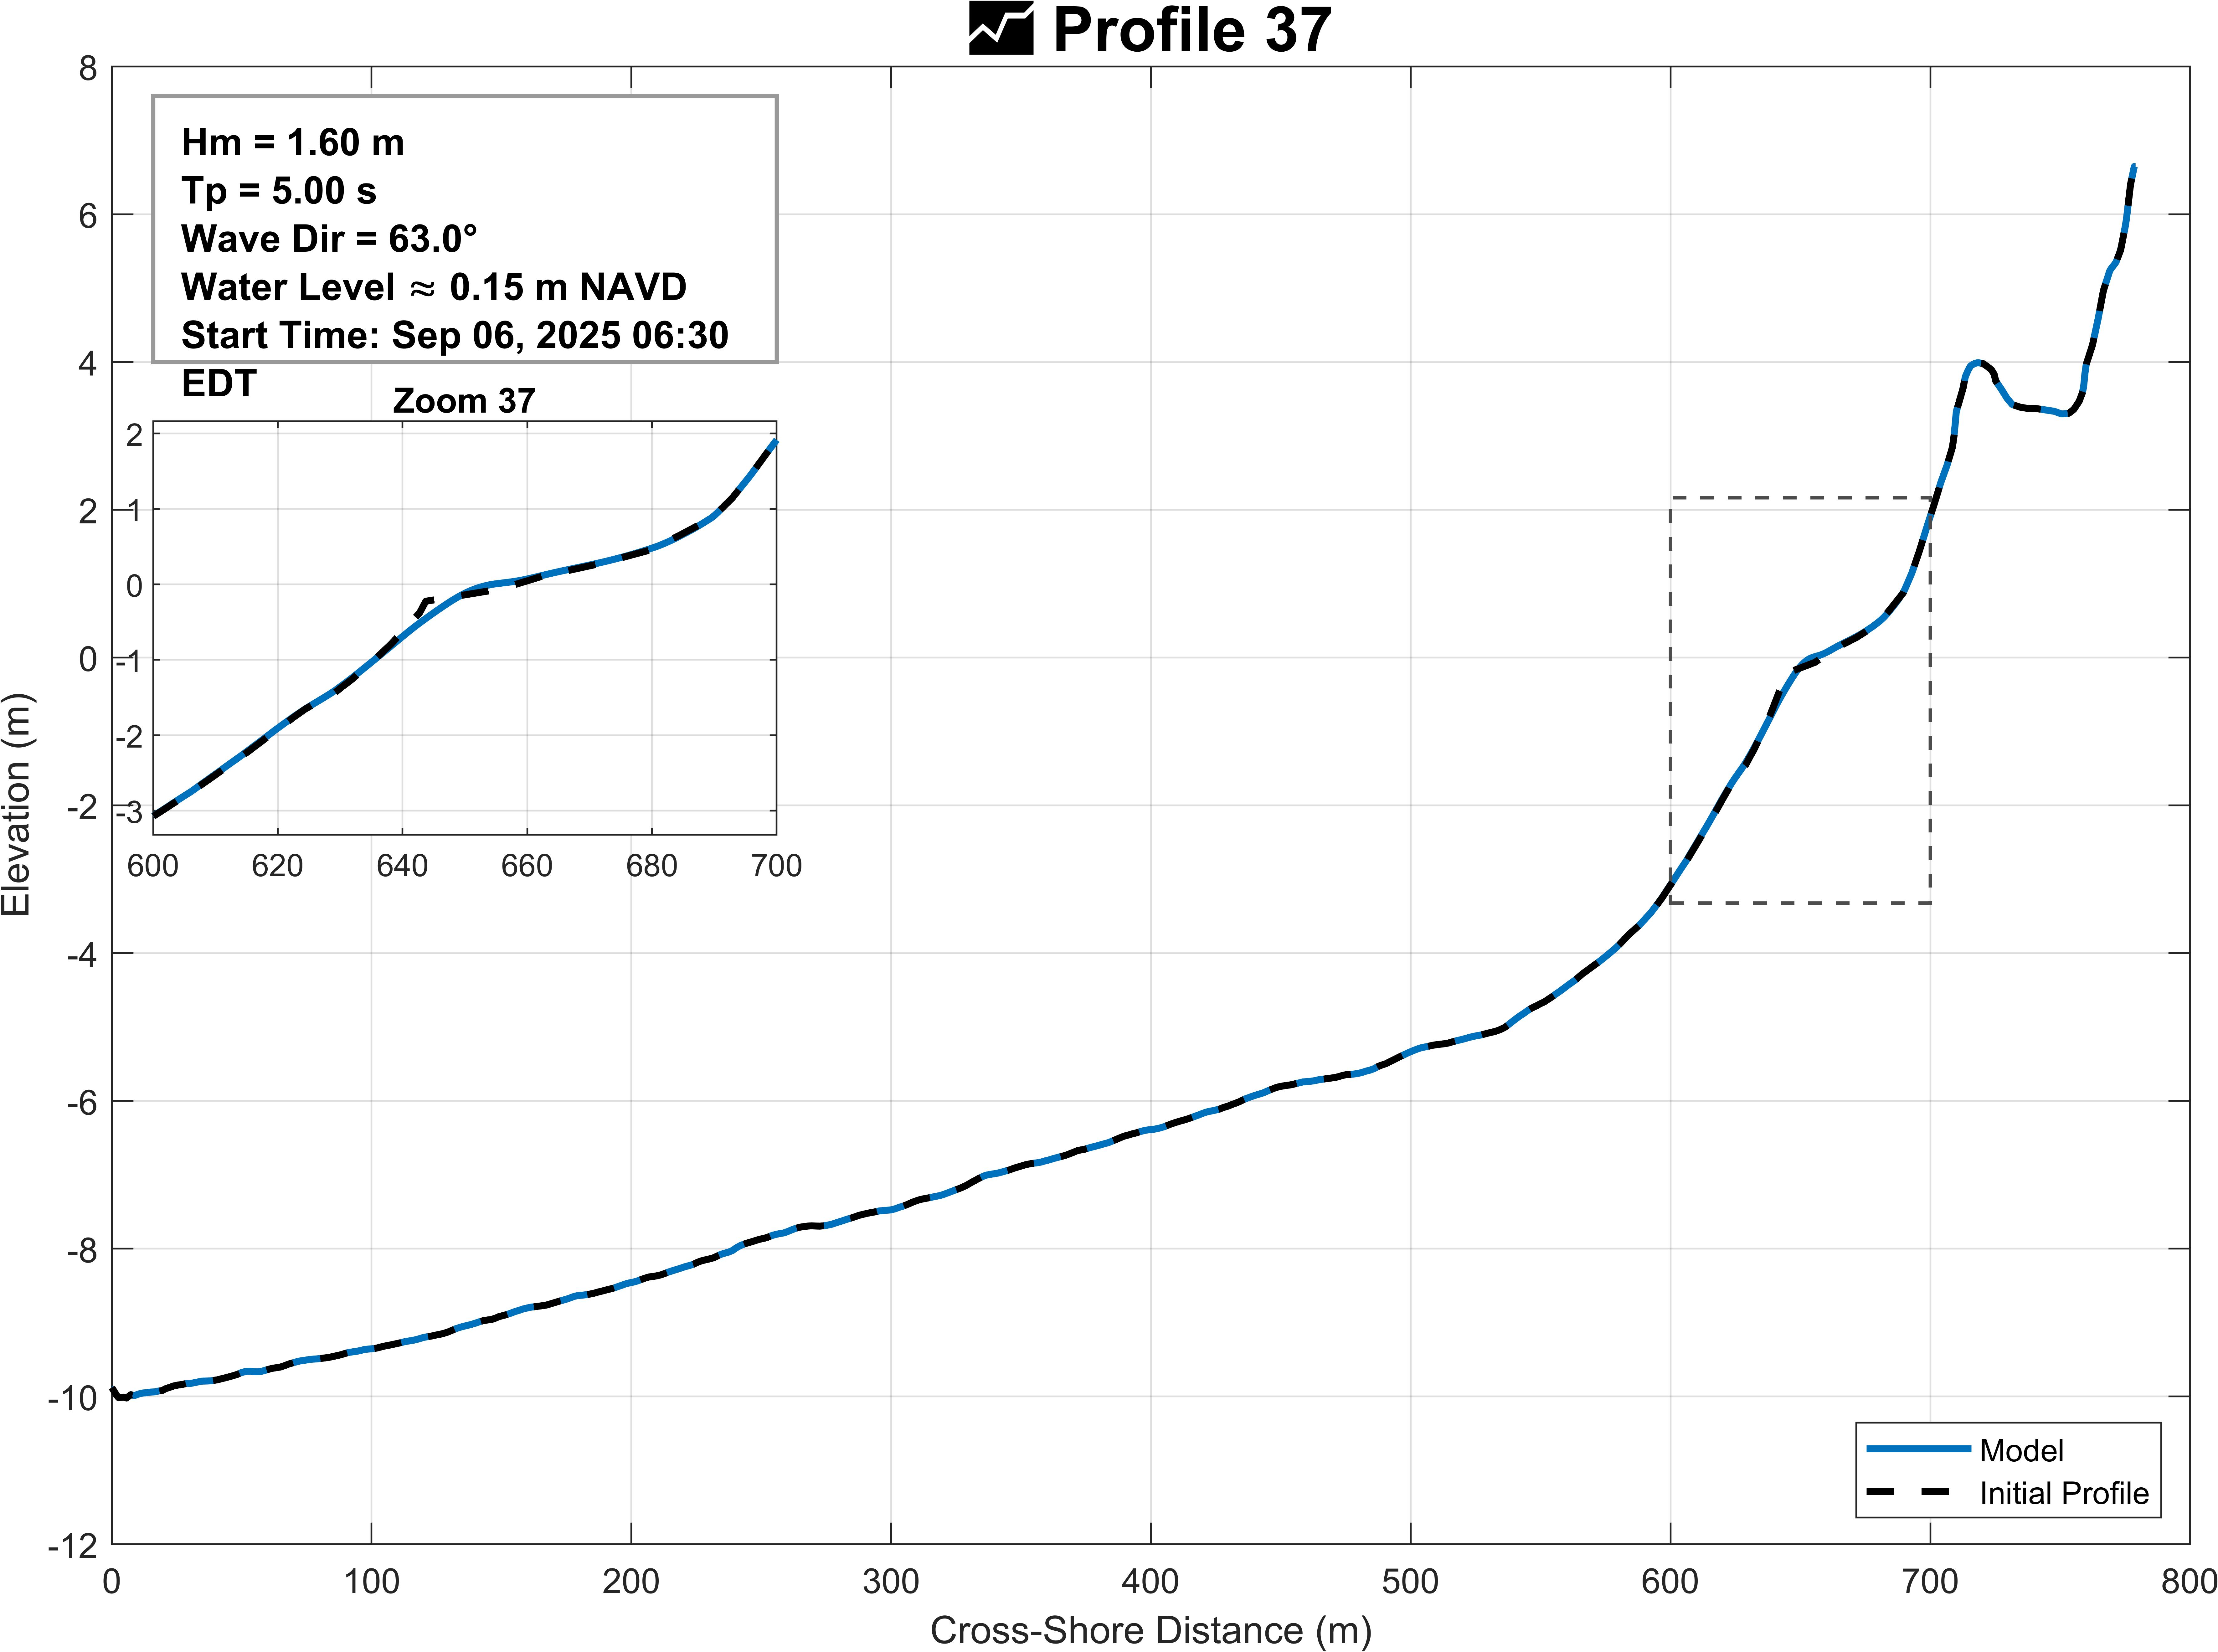 Profile 37
8
6
4
2
0
-2
-4
-6
-8
-10
-12
Elevation (m)
Hm = 1.60 m
Tp = 5.00 s
Wave Dir = 63.0°
Water Level ≈ 0.15 m NAVD
Start Time: Sep 06, 2025 06:30
EDT
Zoom 37
2
1
0
-1
-2
-3
600 620 640 660 680 700
Model
Initial Profile
0 100 200 300 400 500 600 700 800
Cross-Shore Distance (m)